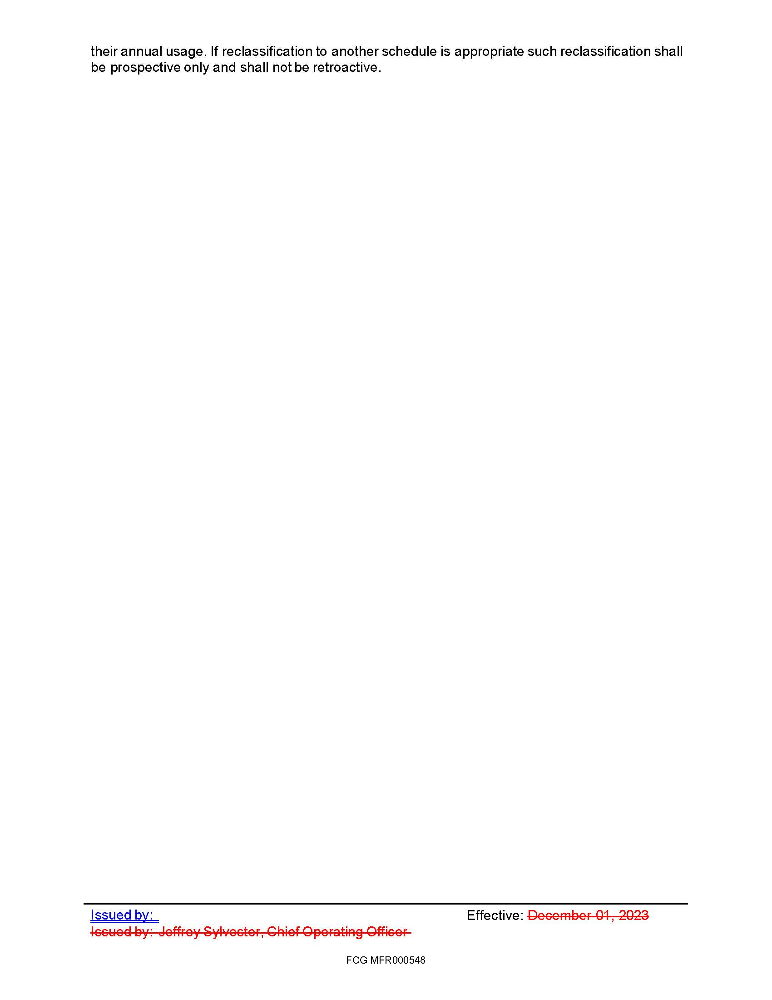 their annual usage. If reclassification to another schedule is appropriate such reclassification shall
be prospective only and shall not be retroactive.
Issued by:
Effective: December 01, 2023
Issued by: Jeffrey Sylvester, Chief Operating Officer
FCG MFR000548